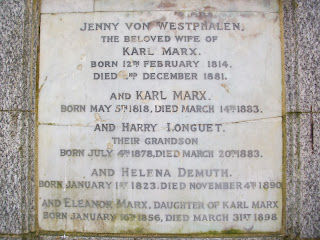 JENNY VON WESTPHALEN,
THE BELOVED WIFE OF
KARL MARX.
BORN 12TH FEBRUARY 1814,
DIED 2ND DECEMBER 1881.
AND KARL MARX.
BORN MAY 5TH 1818, DIED MARCH 14TH 1883.
AND HARRY LONGUET.
THEIR GRANDSON
BORN JULY 4TH 1878, DIED MARCH 20TH 1883.
AND HELENA DEMUTH.
BORN JANUARY 1ST 1823. DIED NOVEMBER 4TH 1890
AND ELEANOR MARX, DAUGHTER OF KARL MARX
BORN JANUARY 16TH 1856, DIED MARCH 31ST 1898